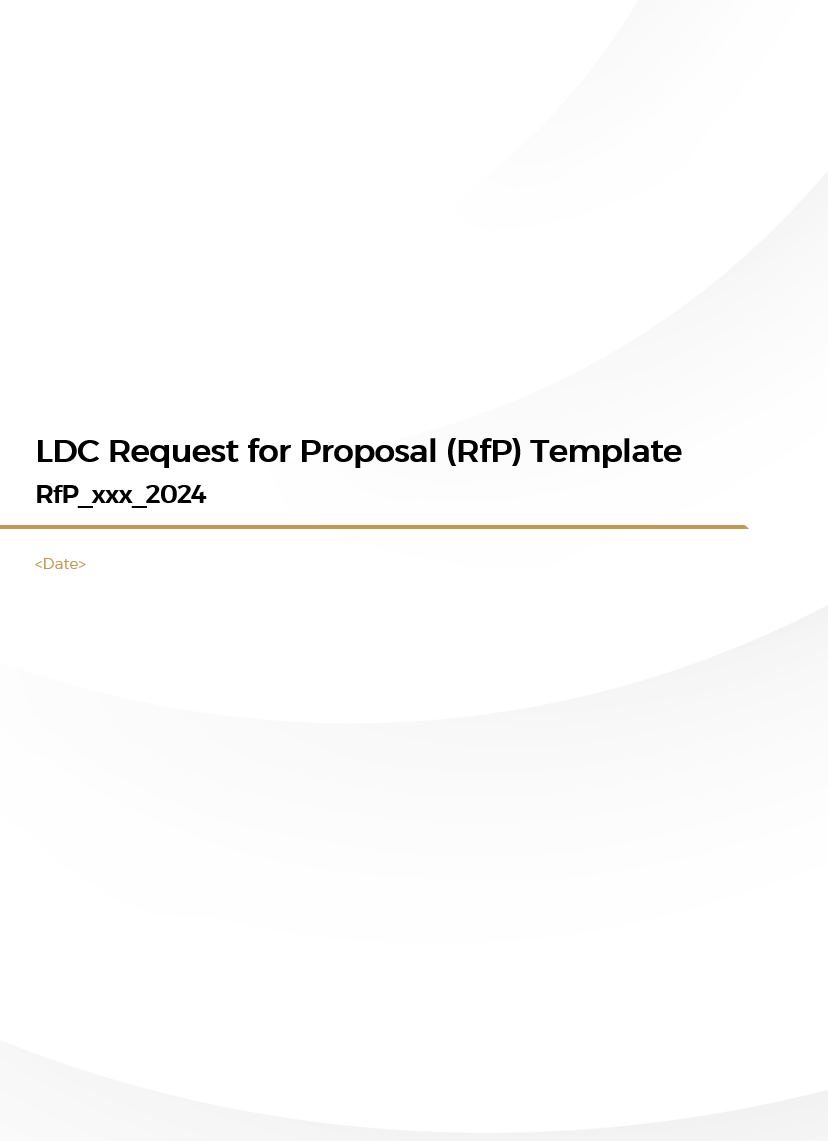 LDC Request for Proposal (RfP) Template
RfP_xxx_2024
<Date>